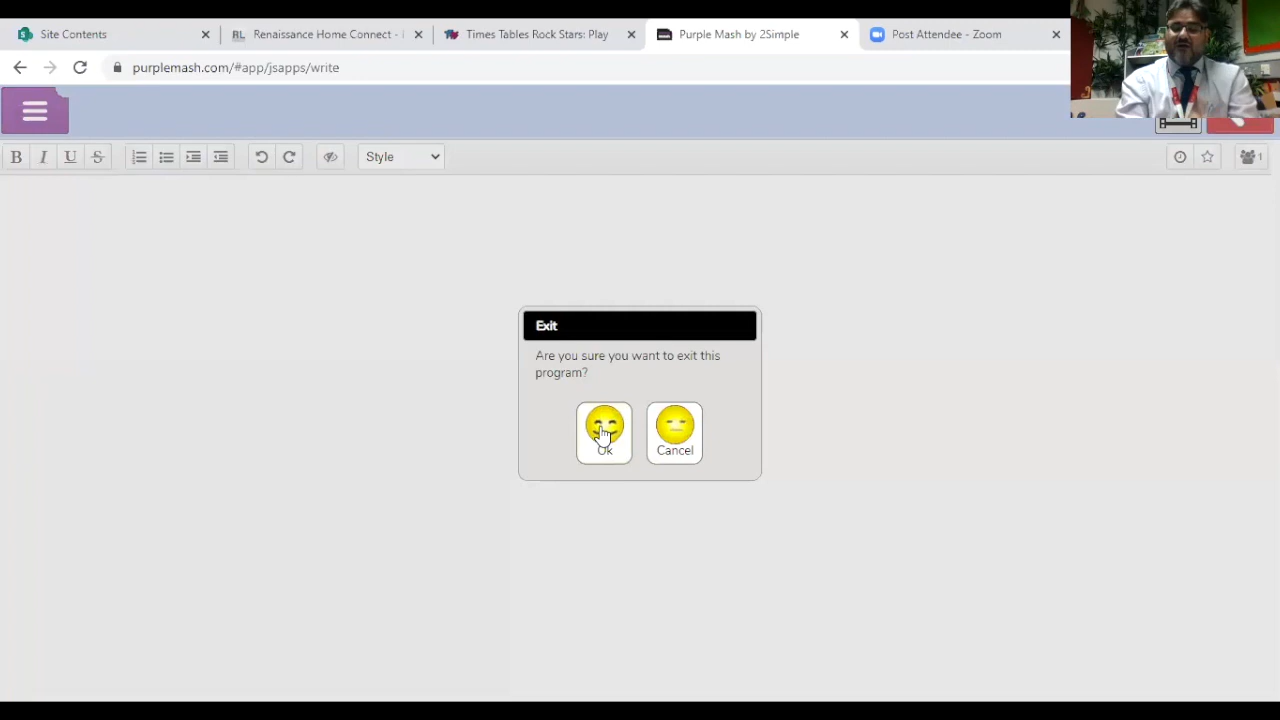 Site Contents
Renaissance Home Connect -
Times Tables Rock Stars: Play
Purple Mash by 2Simple
Post Attendee - Zoom
purplemash.com/#app/jsapps/write
B I U S
Style
1
Exit
Are you sure you want to exit this
program?
Ok
Cancel